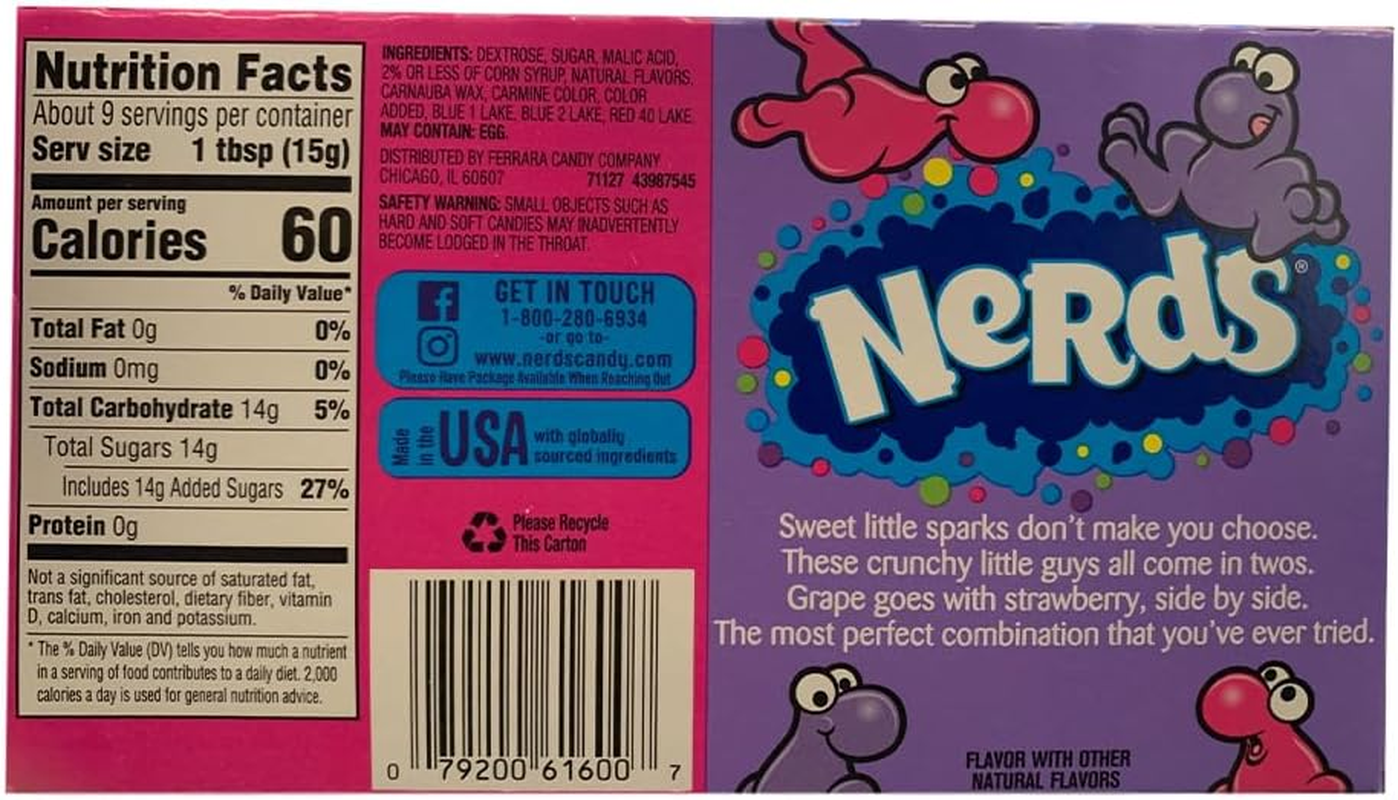 Nutrition Facts
About 9 servings per container
Serv size 1 tbsp (15g)
Amount per serving
Calories 60
% Daily Value*
Total Fat 0g 0%
Sodium 0mg 0%
Total Carbohydrate 14g 5%
Total Sugars 14g
Includes 14g Added Sugars 27%
Protein 0g
Not a significant source of saturated fat,
trans fat, cholesterol, dietary fiber, vitamin
D, calcium, iron and potassium.
* The % Daily Value (DV) tells you how much a nutrient
in a serving of food contributes to a daily diet. 2,000
calories a day is used for general nutrition advice.
INGREDIENTS: DEXTROSE, SUGAR, MALIC ACID,
2% OR LESS OF CORN SYRUP, NATURAL FLAVORS,
CARNAUBA WAX, CARMINE COLOR, COLOR
ADDED, BLUE 1 LAKE, BLUE 2 LAKE, RED 40 LAKE.
MAY CONTAIN: EGG.
DISTRIBUTED BY FERRARA CANDY COMPANY
CHICAGO, IL 60607 71127 43987545
SAFETY WARNING: SMALL OBJECTS SUCH AS
HARD AND SOFT CANDIES MAY INADVERTENTLY
BECOME LODGED IN THE THROAT.
GET IN TOUCH
1-800-280-6934
-or go to-
www.nerdscandy.com
Please Have Package Available When Reaching Out
Made
in the
USA
with globally
sourced ingredients
Please Recycle
This Carton
0 79200 61600 7
NeRdS®
Sweet little sparks don't make you choose.
These crunchy little guys all come in twos.
Grape goes with strawberry, side by side.
The most perfect combination that you've ever tried.
FLAVOR WITH OTHER
NATURAL FLAVORS